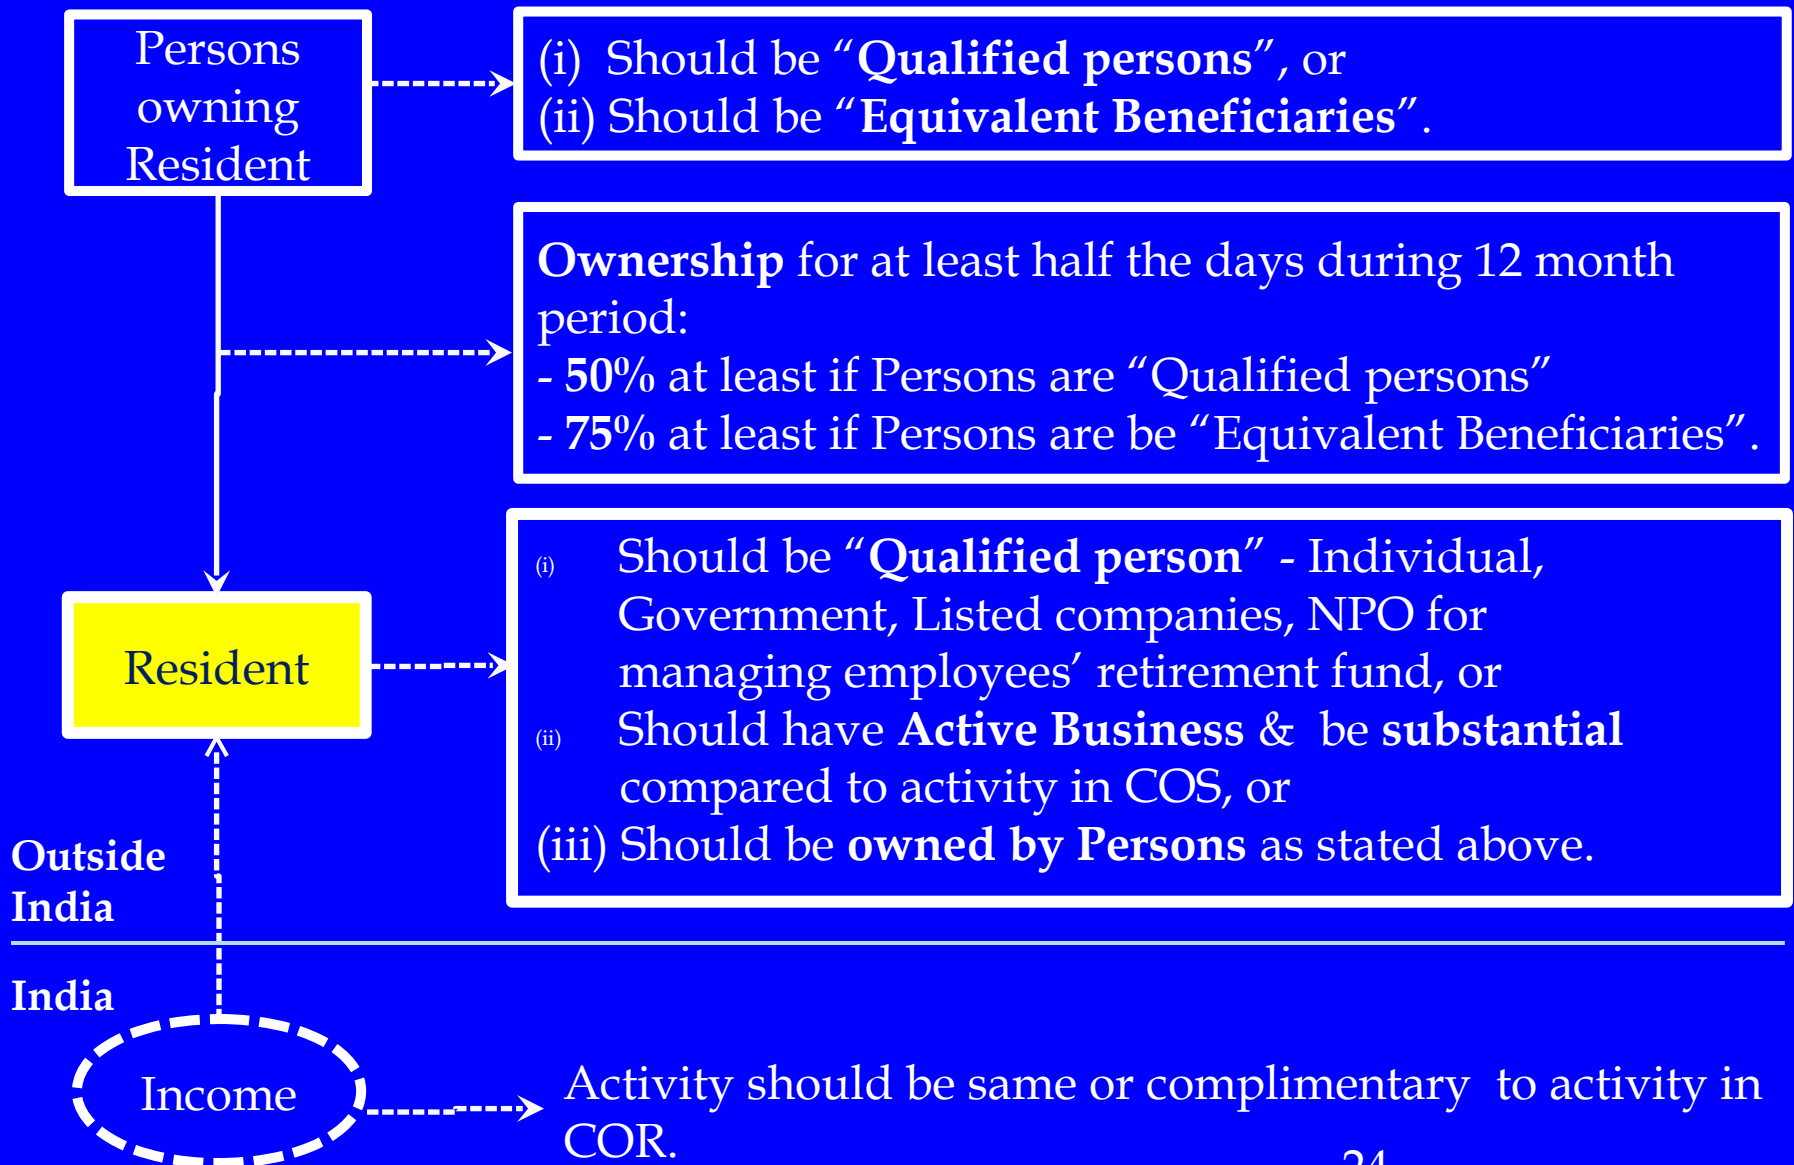 Persons
owning
Resident
(i) Should be “Qualified persons”, or
(ii) Should be “Equivalent Beneficiaries”.
Ownership for at least half the days during 12 month
period:
- 50% at least if Persons are “Qualified persons”
- 75% at least if Persons are be “Equivalent Beneficiaries”.
Resident
(i) Should be “Qualified person” - Individual,
Government, Listed companies, NPO for
managing employees’ retirement fund, or
(ii) Should have Active Business & be substantial
compared to activity in COS, or
(iii) Should be owned by Persons as stated above.
Outside
India
India
Income
Activity should be same or complimentary to activity in
COR.
24